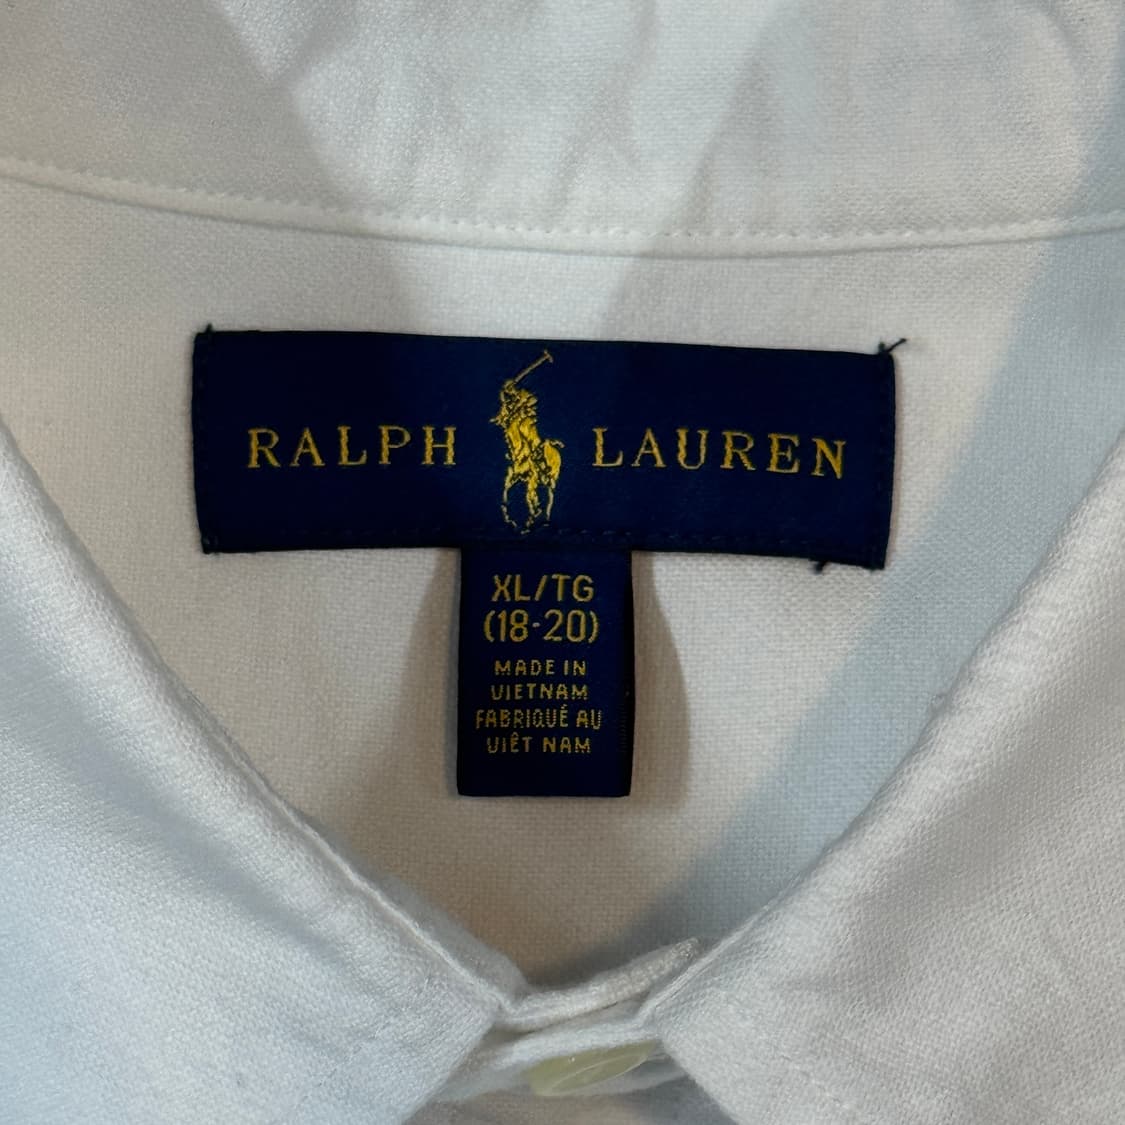 RALPH LAUREN
XL/TG
(18-20)
MADE IN
VIETNAM
FABRIQUÉ AU
VIÊT NAM